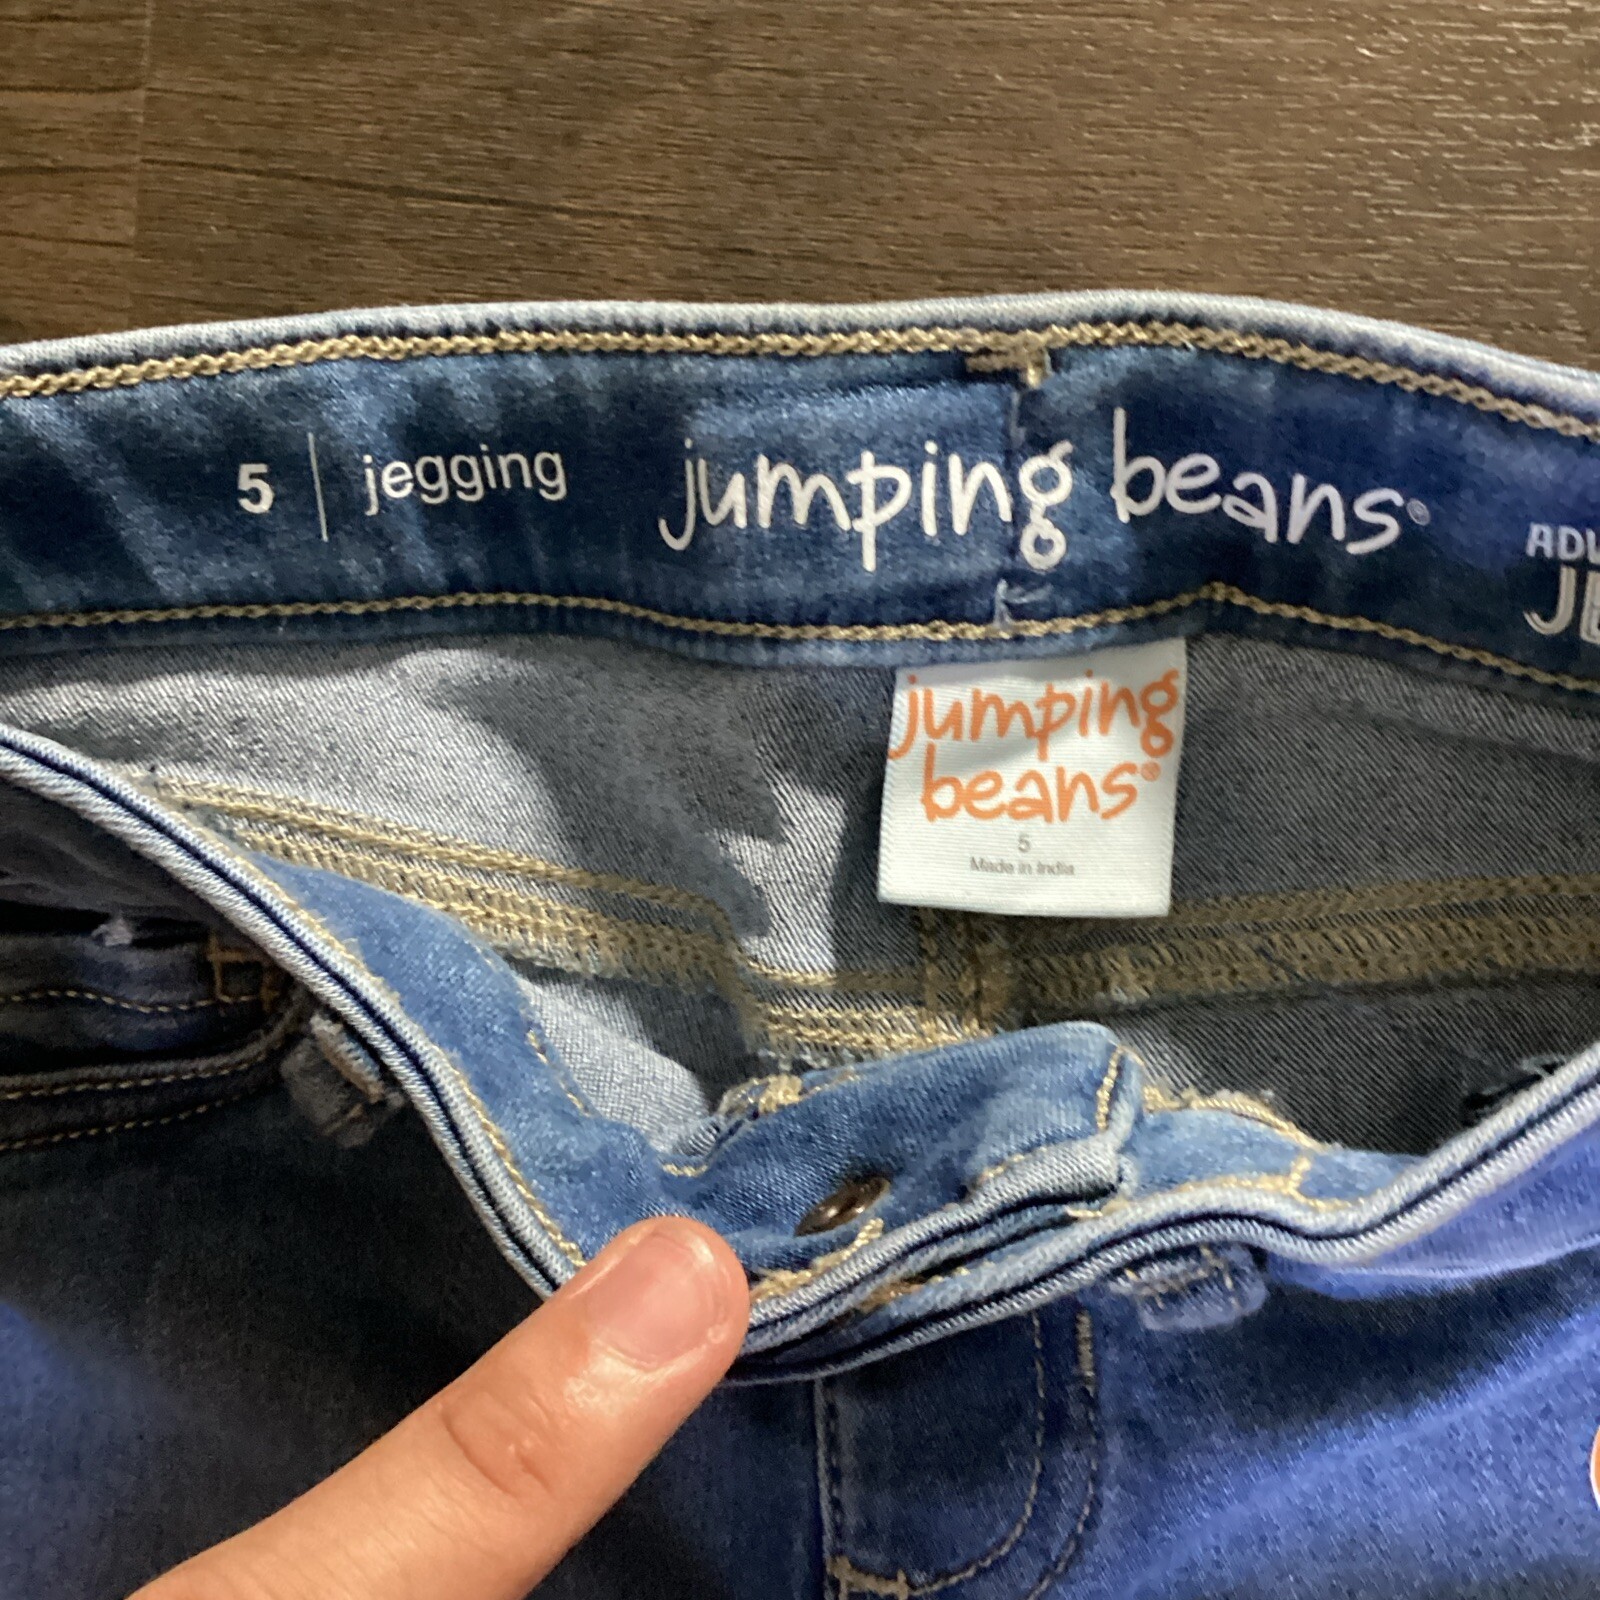 5 | jegging jumping beans®
jumping
beans®
5
Made in India